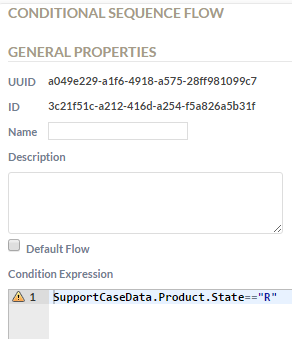 CONDITIONAL SEQUENCE FLOW
GENERAL PROPERTIES
UUID a049e229-a1f6-4918-a575-28ff981099c7
ID 3c21f51c-a212-416d-a254-f5a826a5b31f
Name
Description
Default Flow
Condition Expression
1 SupportCaseData.Product.State=="R"